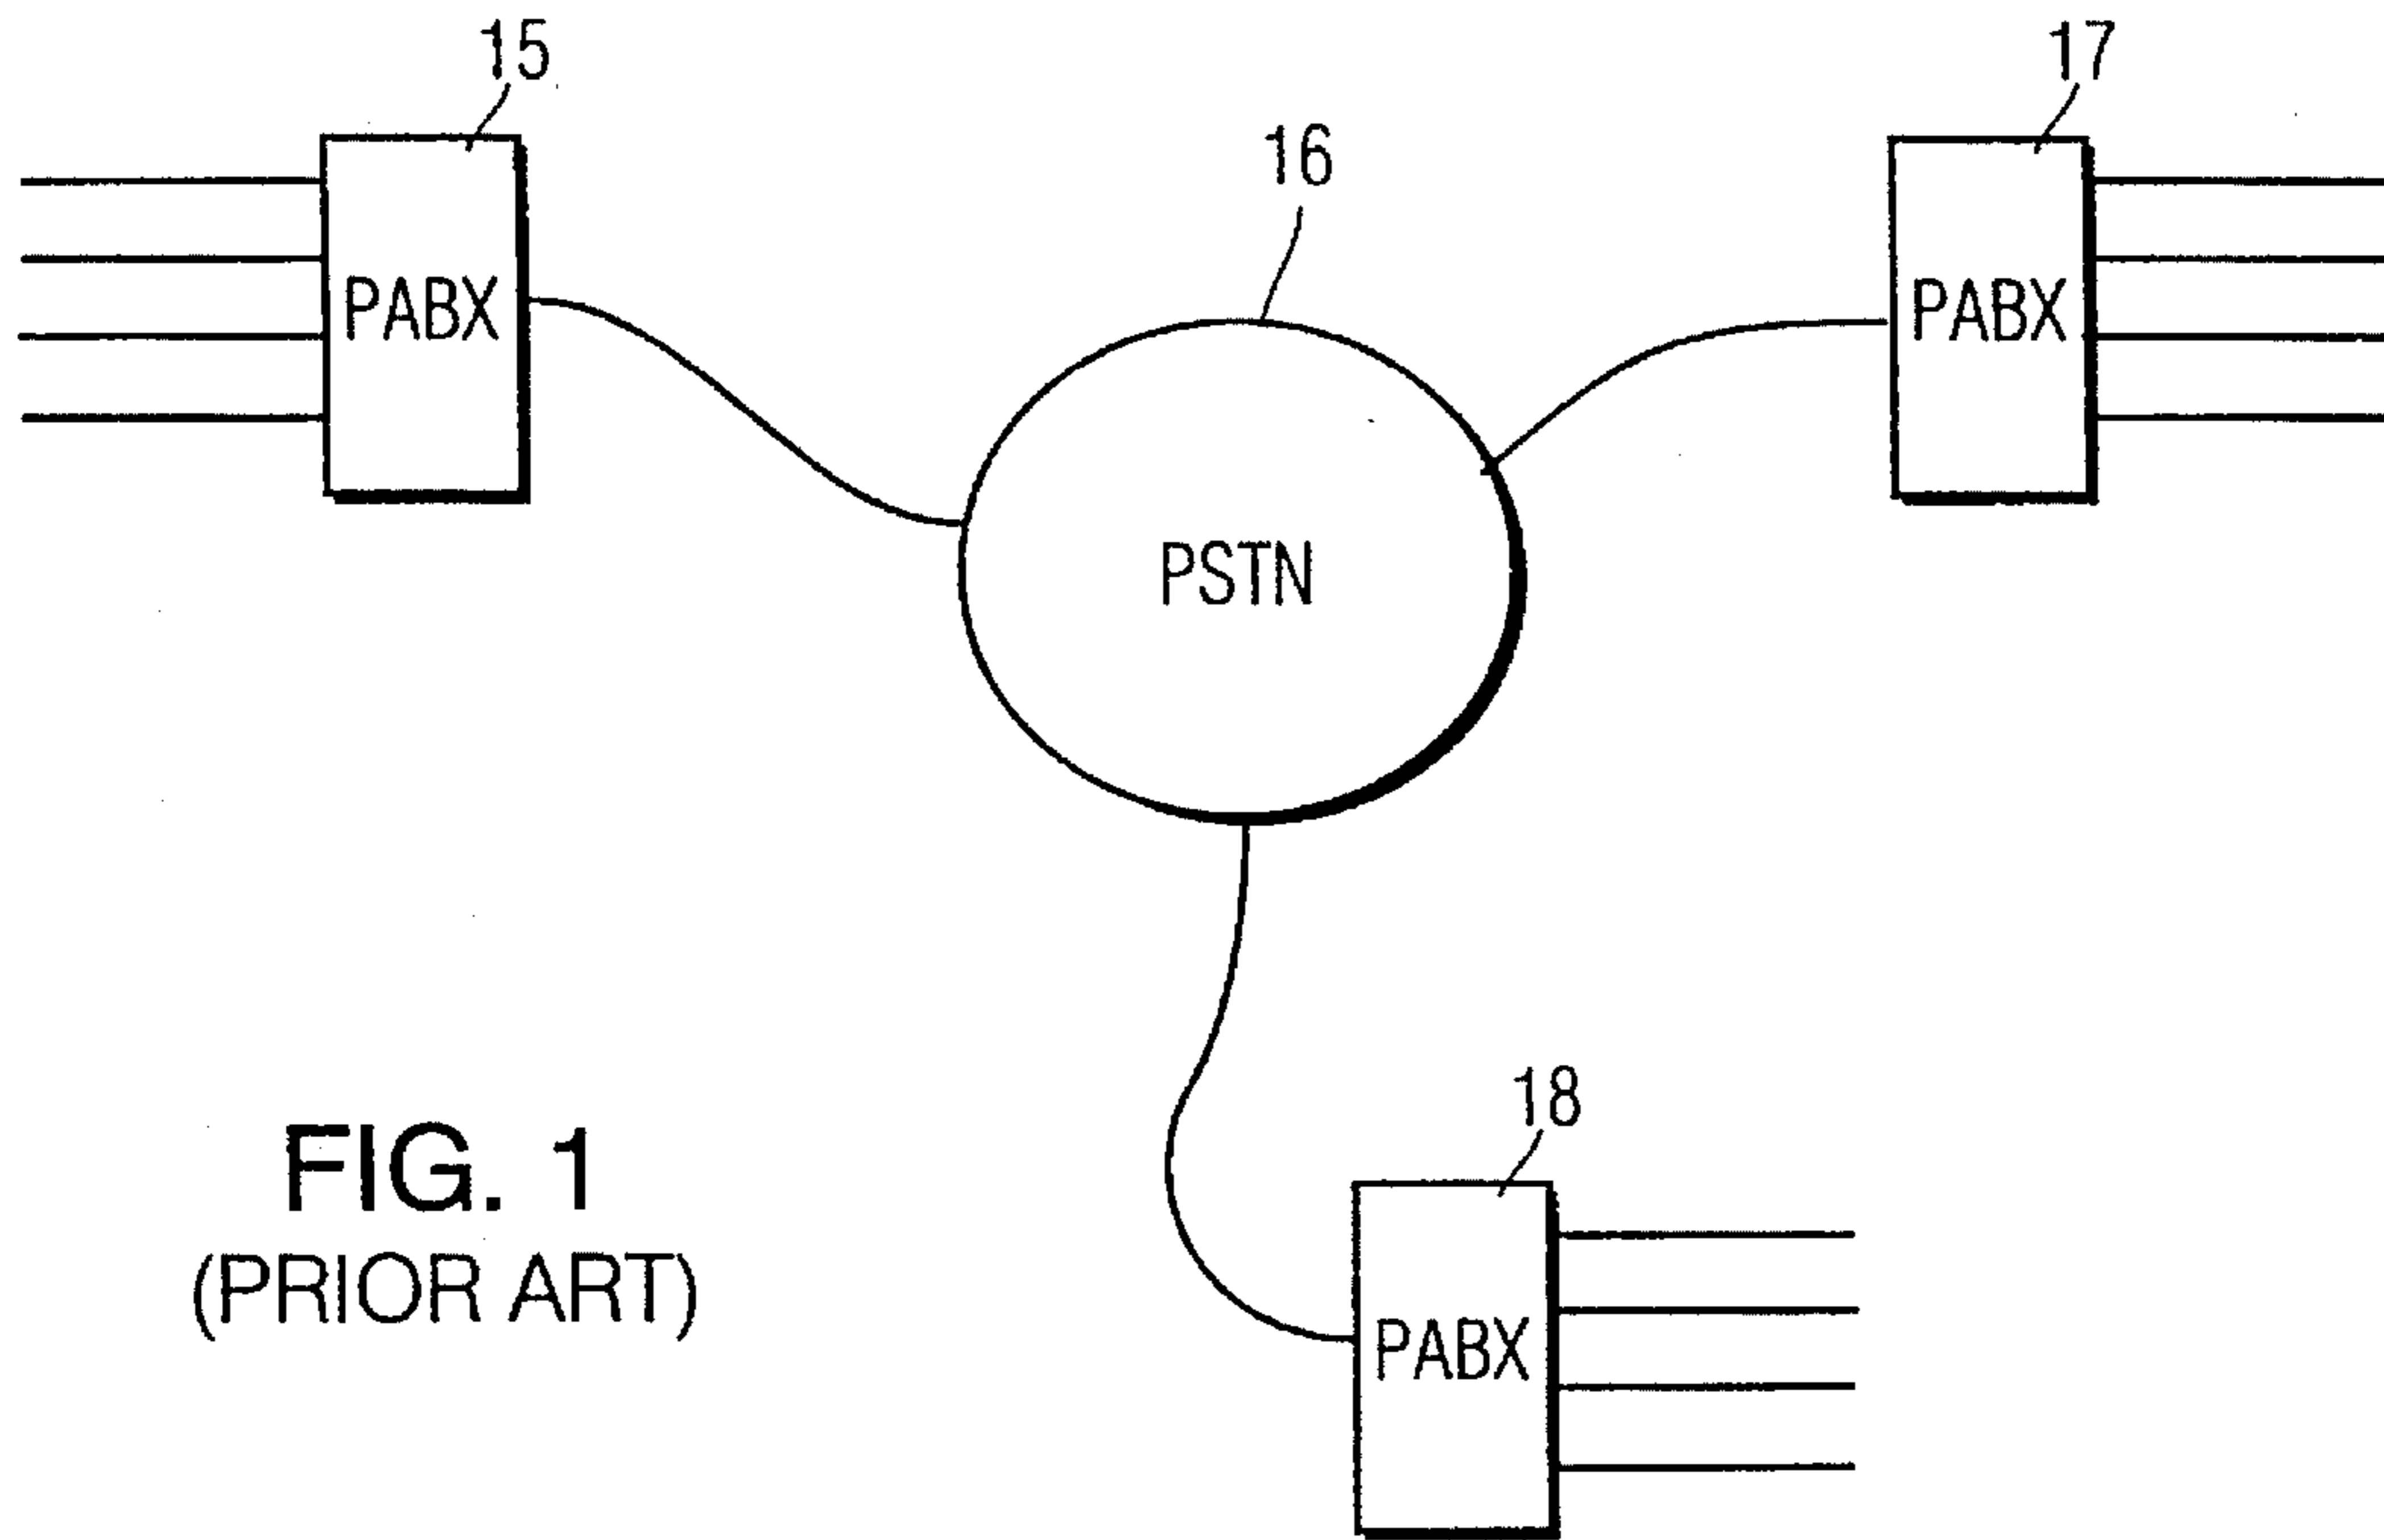 15
17
16
PABX
PABX
PSTN
18
PABX
FIG. 1
(PRIOR ART)